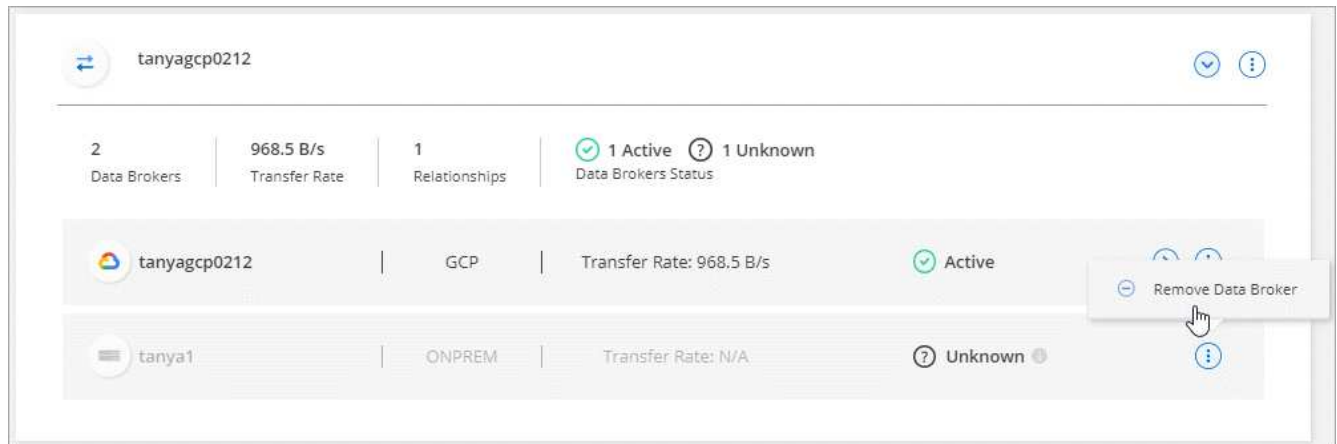 tanyagcp0212
2 968.5 B/s 1 1 Active 1 Unknown
Data Brokers Transfer Rate Relationships Data Brokers Status
tanyagcp0212 GCP Transfer Rate: 968.5 B/s Active
Remove Data Broker
tanya1 ONPREM Transfer Rate: N/A Unknown